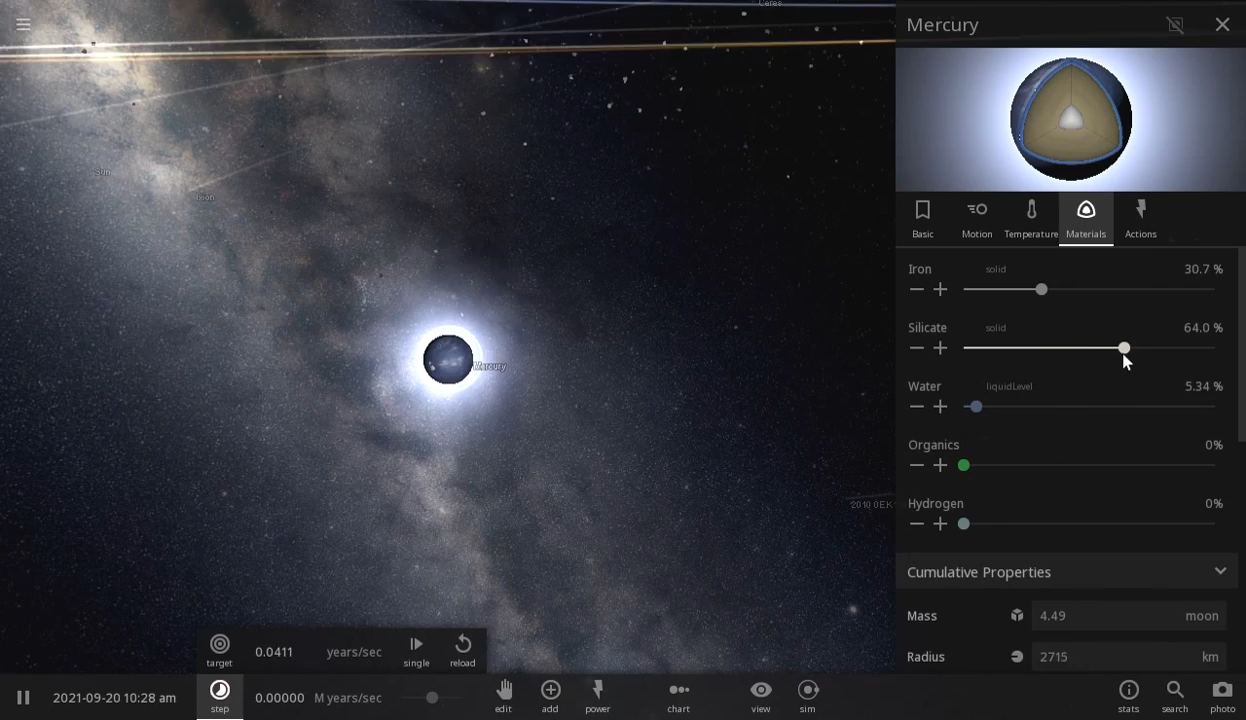 Ceres
Mercury
Sun
Moon
Basic
Motion
Temperature
Materials
Actions
Iron solid 30.7 %
Silicate solid 64.0 %
Mercury
Water liquidLevel 5.34 %
Organics 0%
Hydrogen 0%
Cumulative Properties
Mass 4.49 moon
Radius 2715 km
target 0.0411 years/sec single reload
2021-09-20 10:28 am
step
0.00000 M years/sec
edit
add
power
chart
view
sim
stats
search
photo